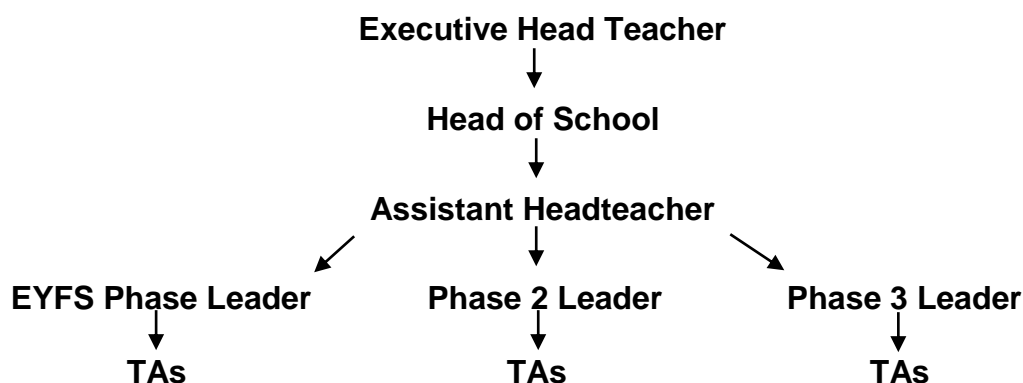 Executive Head Teacher
Head of School
Assistant Headteacher
EYFS Phase Leader Phase 2 Leader Phase 3 Leader
TAs TAs TAs